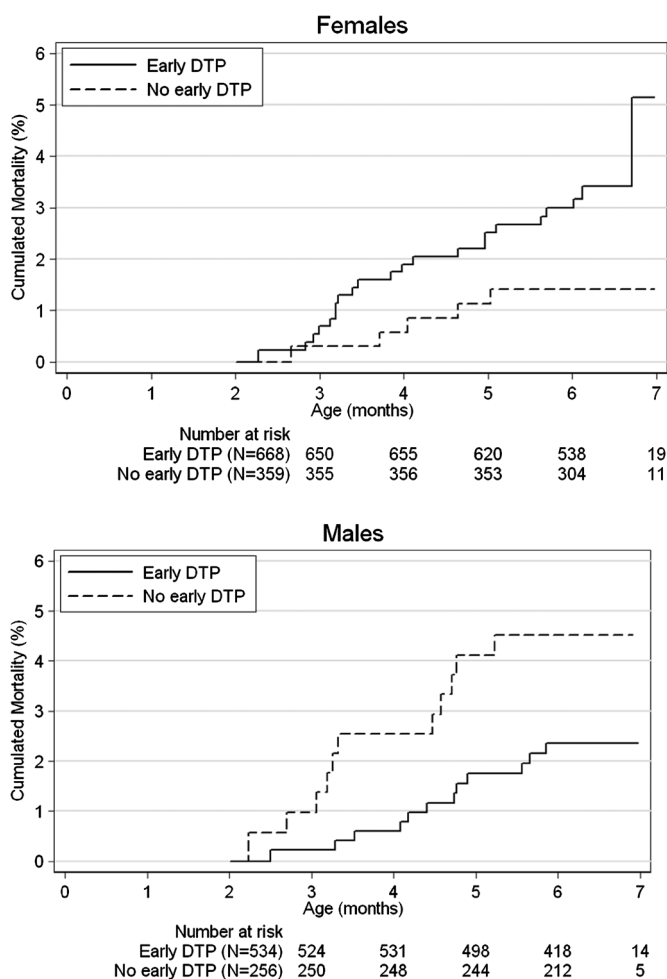 Females
6
5
4
3
2
1
0
Cumulated Mortality (%)
Early DTP
No early DTP
0 1 2 3 4 5 6 7
Age (months)
Number at risk
Early DTP (N=668) 650 655 620 538 19
No early DTP (N=359) 355 356 353 304 11
Males
6
5
4
3
2
1
0
Cumulated Mortality (%)
Early DTP
No early DTP
0 1 2 3 4 5 6 7
Age (months)
Number at risk
Early DTP (N=534) 524 531 498 418 14
No early DTP (N=256) 250 248 244 212 5